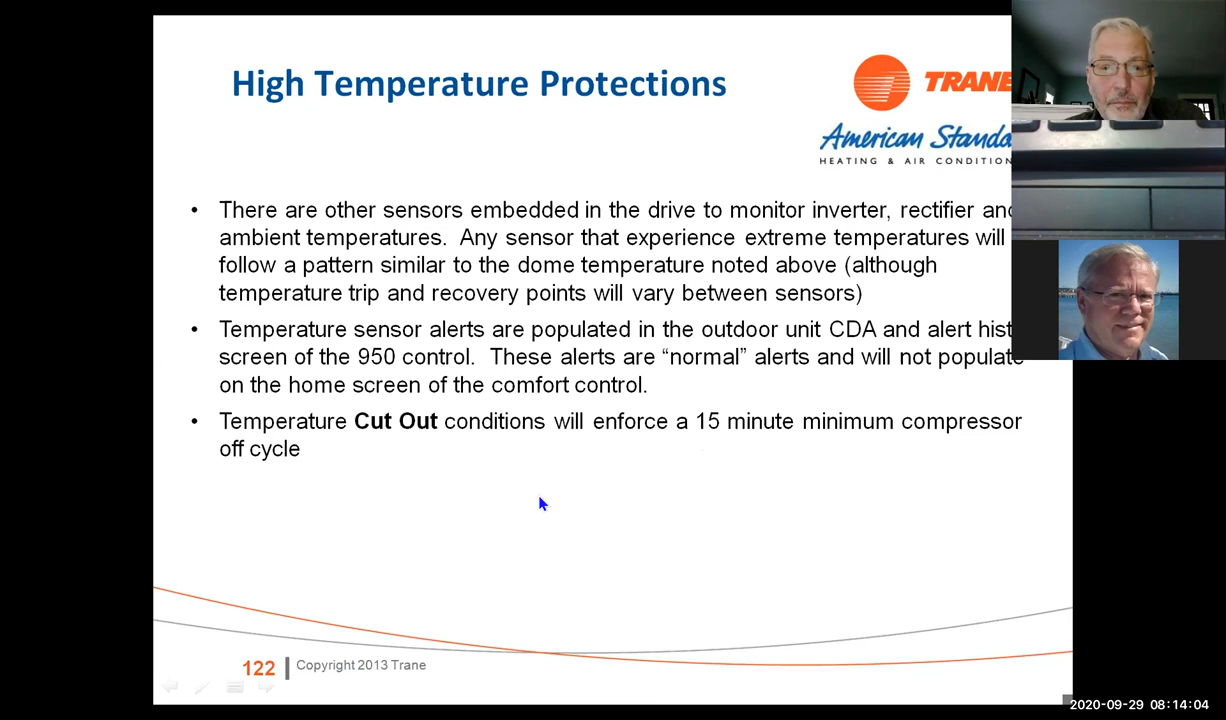 High Temperature Protections
TRANE
American Standa
HEATING & AIR CONDITION
• There are other sensors embedded in the drive to monitor inverter, rectifier and
ambient temperatures. Any sensor that experience extreme temperatures will
follow a pattern similar to the dome temperature noted above (although
temperature trip and recovery points will vary between sensors)
• Temperature sensor alerts are populated in the outdoor unit CDA and alert hist
screen of the 950 control. These alerts are “normal” alerts and will not populate
on the home screen of the comfort control.
• Temperature Cut Out conditions will enforce a 15 minute minimum compressor
off cycle
122 Copyright 2013 Trane
2020-09-29 08:14:04